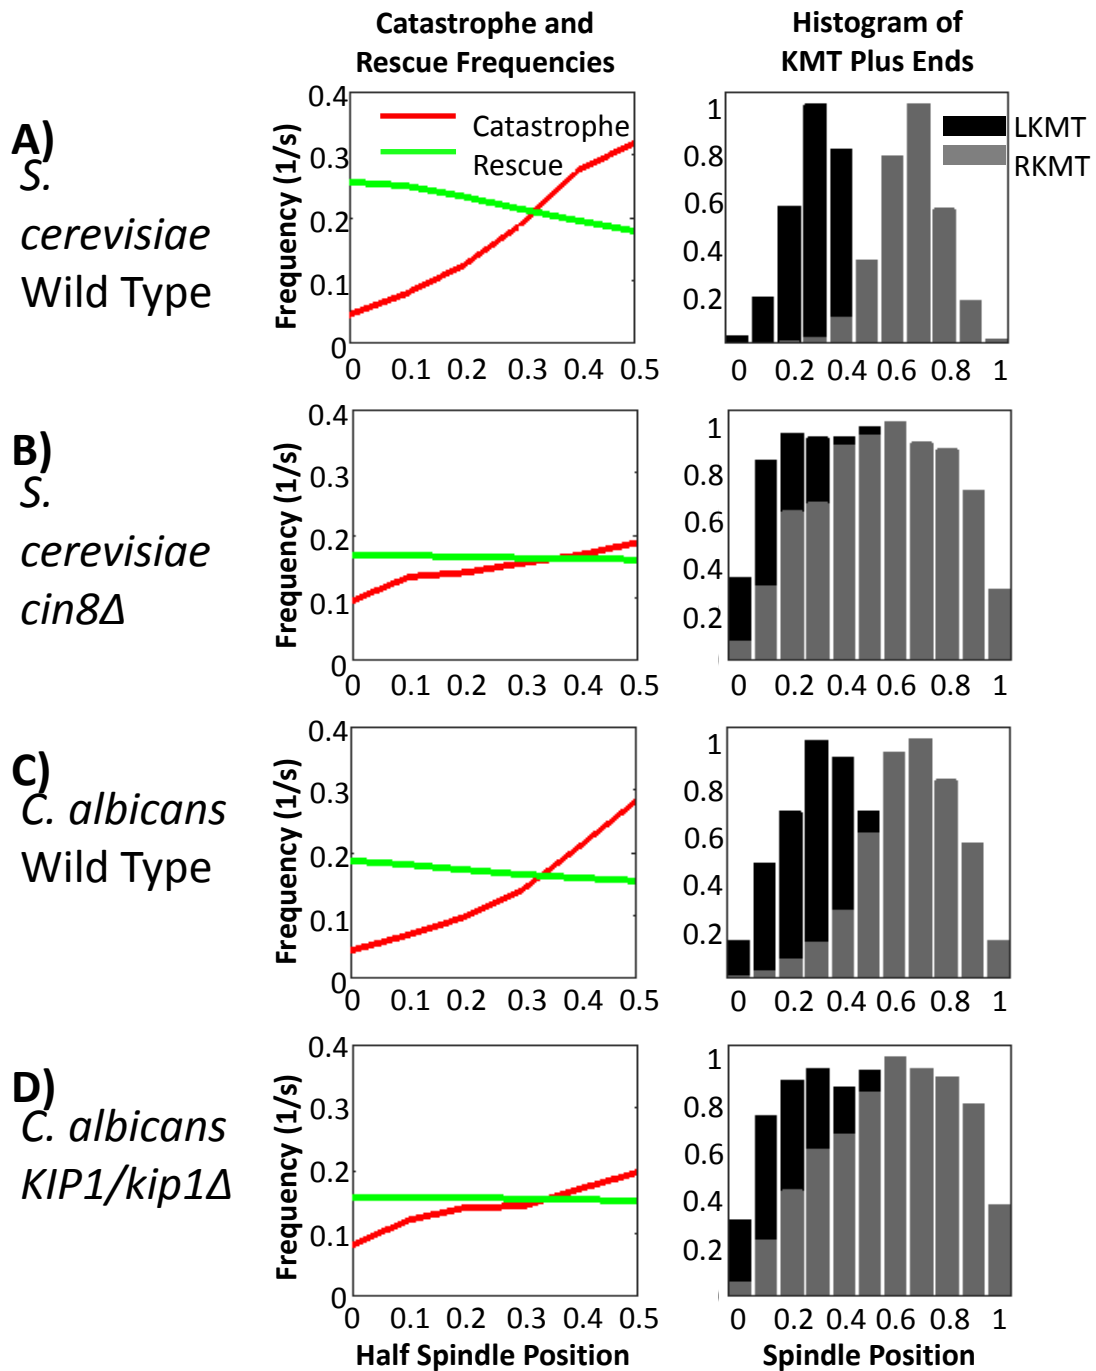 Catastrophe and
Rescue Frequencies
Histogram of
KMT Plus Ends
A)
S.
cerevisiae
Wild Type
Frequency (1/s)
0.4
0.3
0.2
0.1
0
Catastrophe
Rescue
0 0.1 0.2 0.3 0.4 0.5
1
0.8
0.6
0.4
0.2
LKMT
RKMT
0 0.2 0.4 0.6 0.8 1
B)
S.
cerevisiae
cin8Δ
Frequency (1/s)
0.4
0.3
0.2
0.1
0
0 0.1 0.2 0.3 0.4 0.5
1
0.8
0.6
0.4
0.2
0 0.2 0.4 0.6 0.8 1
C)
C. albicans
Wild Type
Frequency (1/s)
0.4
0.3
0.2
0.1
0
0 0.1 0.2 0.3 0.4 0.5
1
0.8
0.6
0.4
0.2
0 0.2 0.4 0.6 0.8 1
D)
C. albicans
KIP1/kip1Δ
Frequency (1/s)
0.4
0.3
0.2
0.1
0
0 0.1 0.2 0.3 0.4 0.5
Half Spindle Position
1
0.8
0.6
0.4
0.2
0 0.2 0.4 0.6 0.8 1
Spindle Position